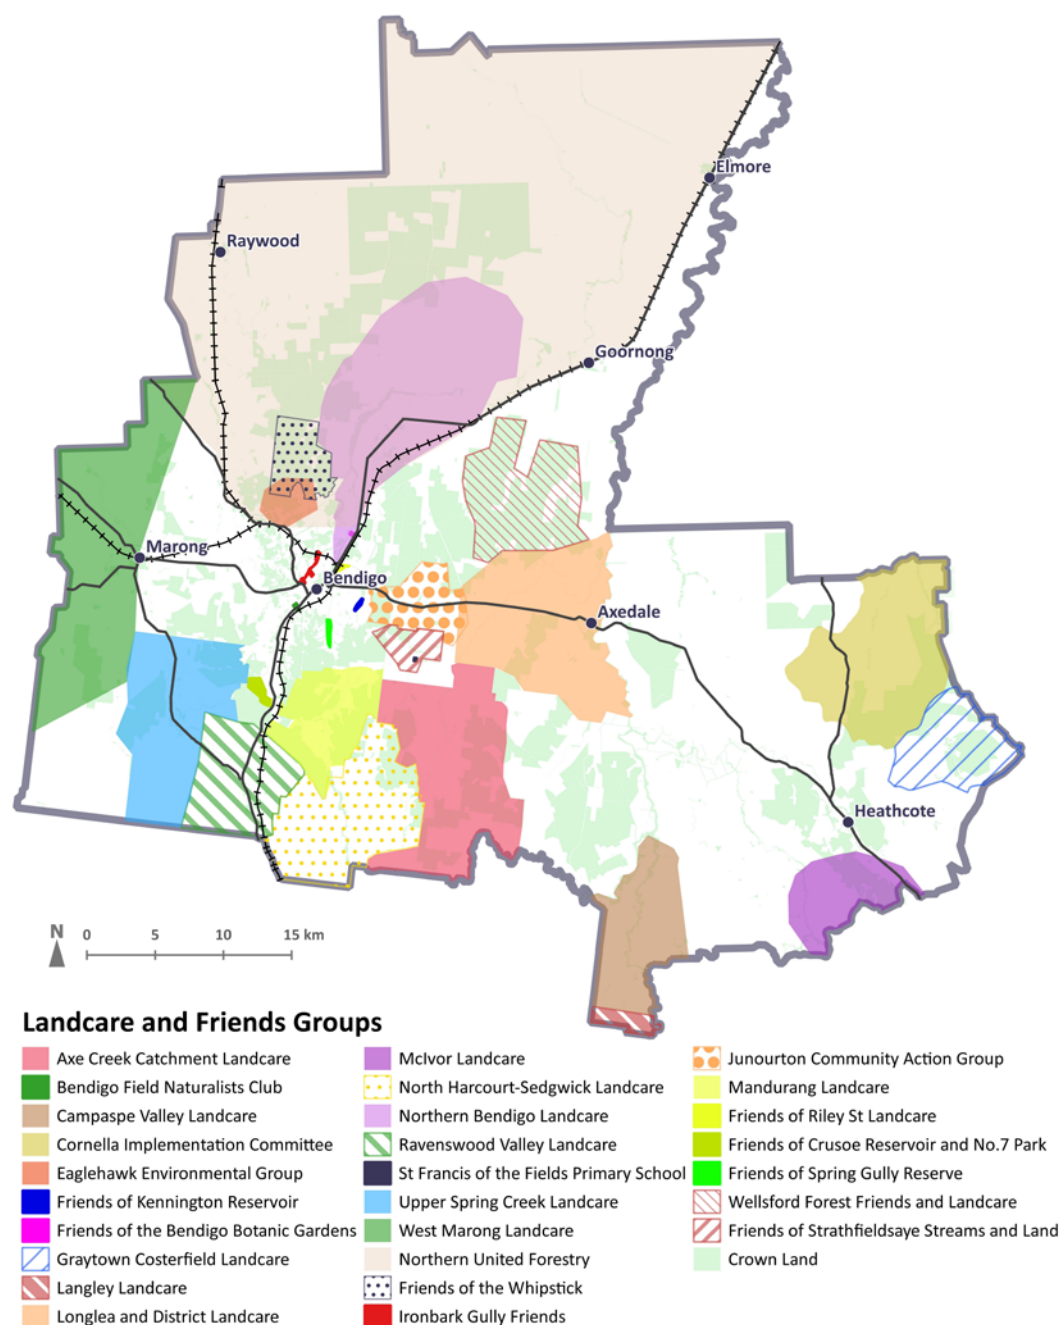 Elmore
Raywood
Goornong
Marong
Bendigo
Axedale
Heathcote
N 0 5 10 15 km
Landcare and Friends Groups
Axe Creek Catchment Landcare
Bendigo Field Naturalists Club
Campaspe Valley Landcare
Cornella Implementation Committee
Eaglehawk Environmental Group
Friends of Kennington Reservoir
Friends of the Bendigo Botanic Gardens
Graytown Costerfield Landcare
Langley Landcare
Longlea and District Landcare
McIvor Landcare
North Harcourt-Sedgwick Landcare
Northern Bendigo Landcare
Ravenswood Valley Landcare
St Francis of the Fields Primary School
Upper Spring Creek Landcare
West Marong Landcare
Northern United Forestry
Friends of the Whipstick
Ironbark Gully Friends
Junourton Community Action Group
Mandurang Landcare
Friends of Riley St Landcare
Friends of Crusoe Reservoir and No.7 Park
Friends of Spring Gully Reserve
Wellsford Forest Friends and Landcare
Friends of Strathfieldsaye Streams and Land
Crown Land